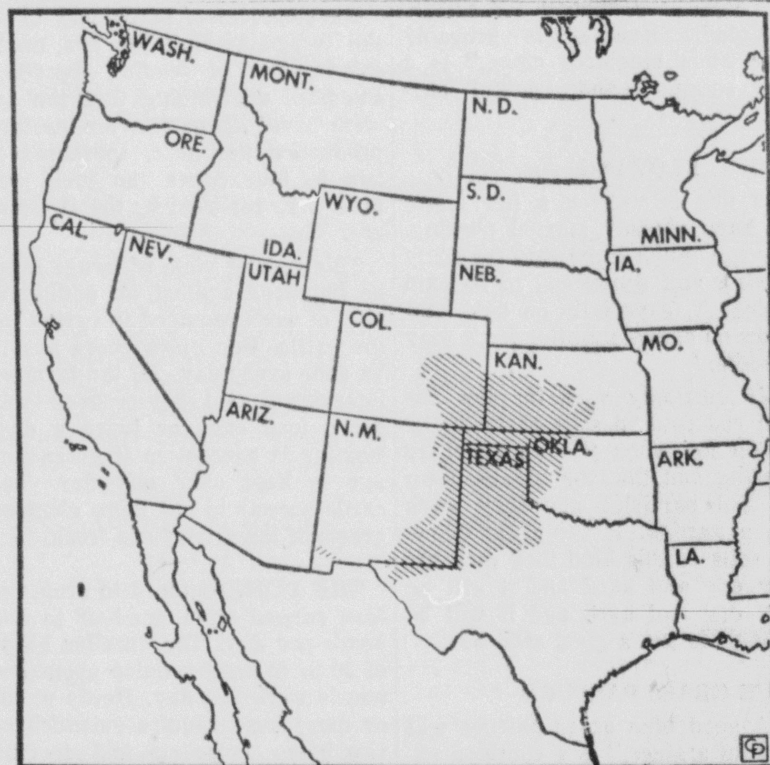 WASH.
MONT.
N. D.
ORE.
S. D.
WYO.
MINN.
CAL.
NEV.
IDA.
UTAH
NEB.
IA.
COL.
MO.
KAN.
ARIZ.
N. M.
TEXAS
OKLA.
ARK.
LA.
CP